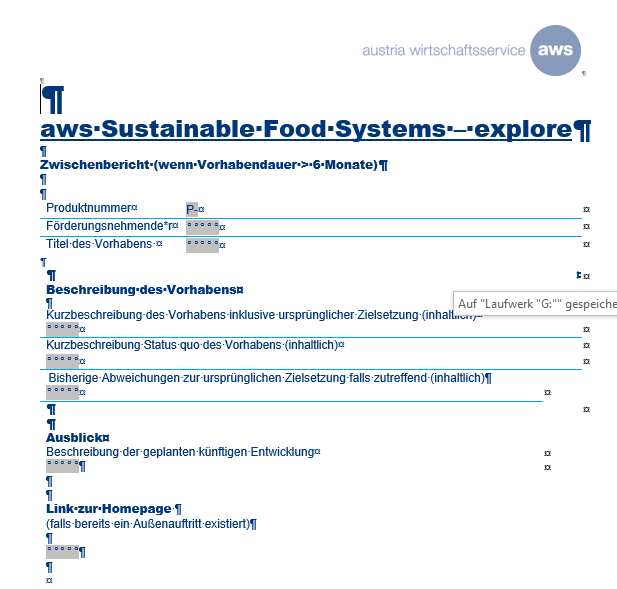 austria wirtschaftsservice aws
aws Sustainable Food Systems – explore
Zwischenbericht (wenn Vorhabendauer > 6 Monate)
Produktnummer P-
Förderungsnehmende*r
Titel des Vorhabens
Beschreibung des Vorhabens
Auf "Laufwerk "G:"" gespeiche
Kurzbeschreibung des Vorhabens inklusive ursprünglicher Zielsetzung (inhaltlich)
Kurzbeschreibung Status quo des Vorhabens (inhaltlich)
Bisherige Abweichungen zur ursprünglichen Zielsetzung falls zutreffend (inhaltlich)
Ausblick
Beschreibung der geplanten künftigen Entwicklung
Link zur Homepage
(falls bereits ein Außenauftritt existiert)